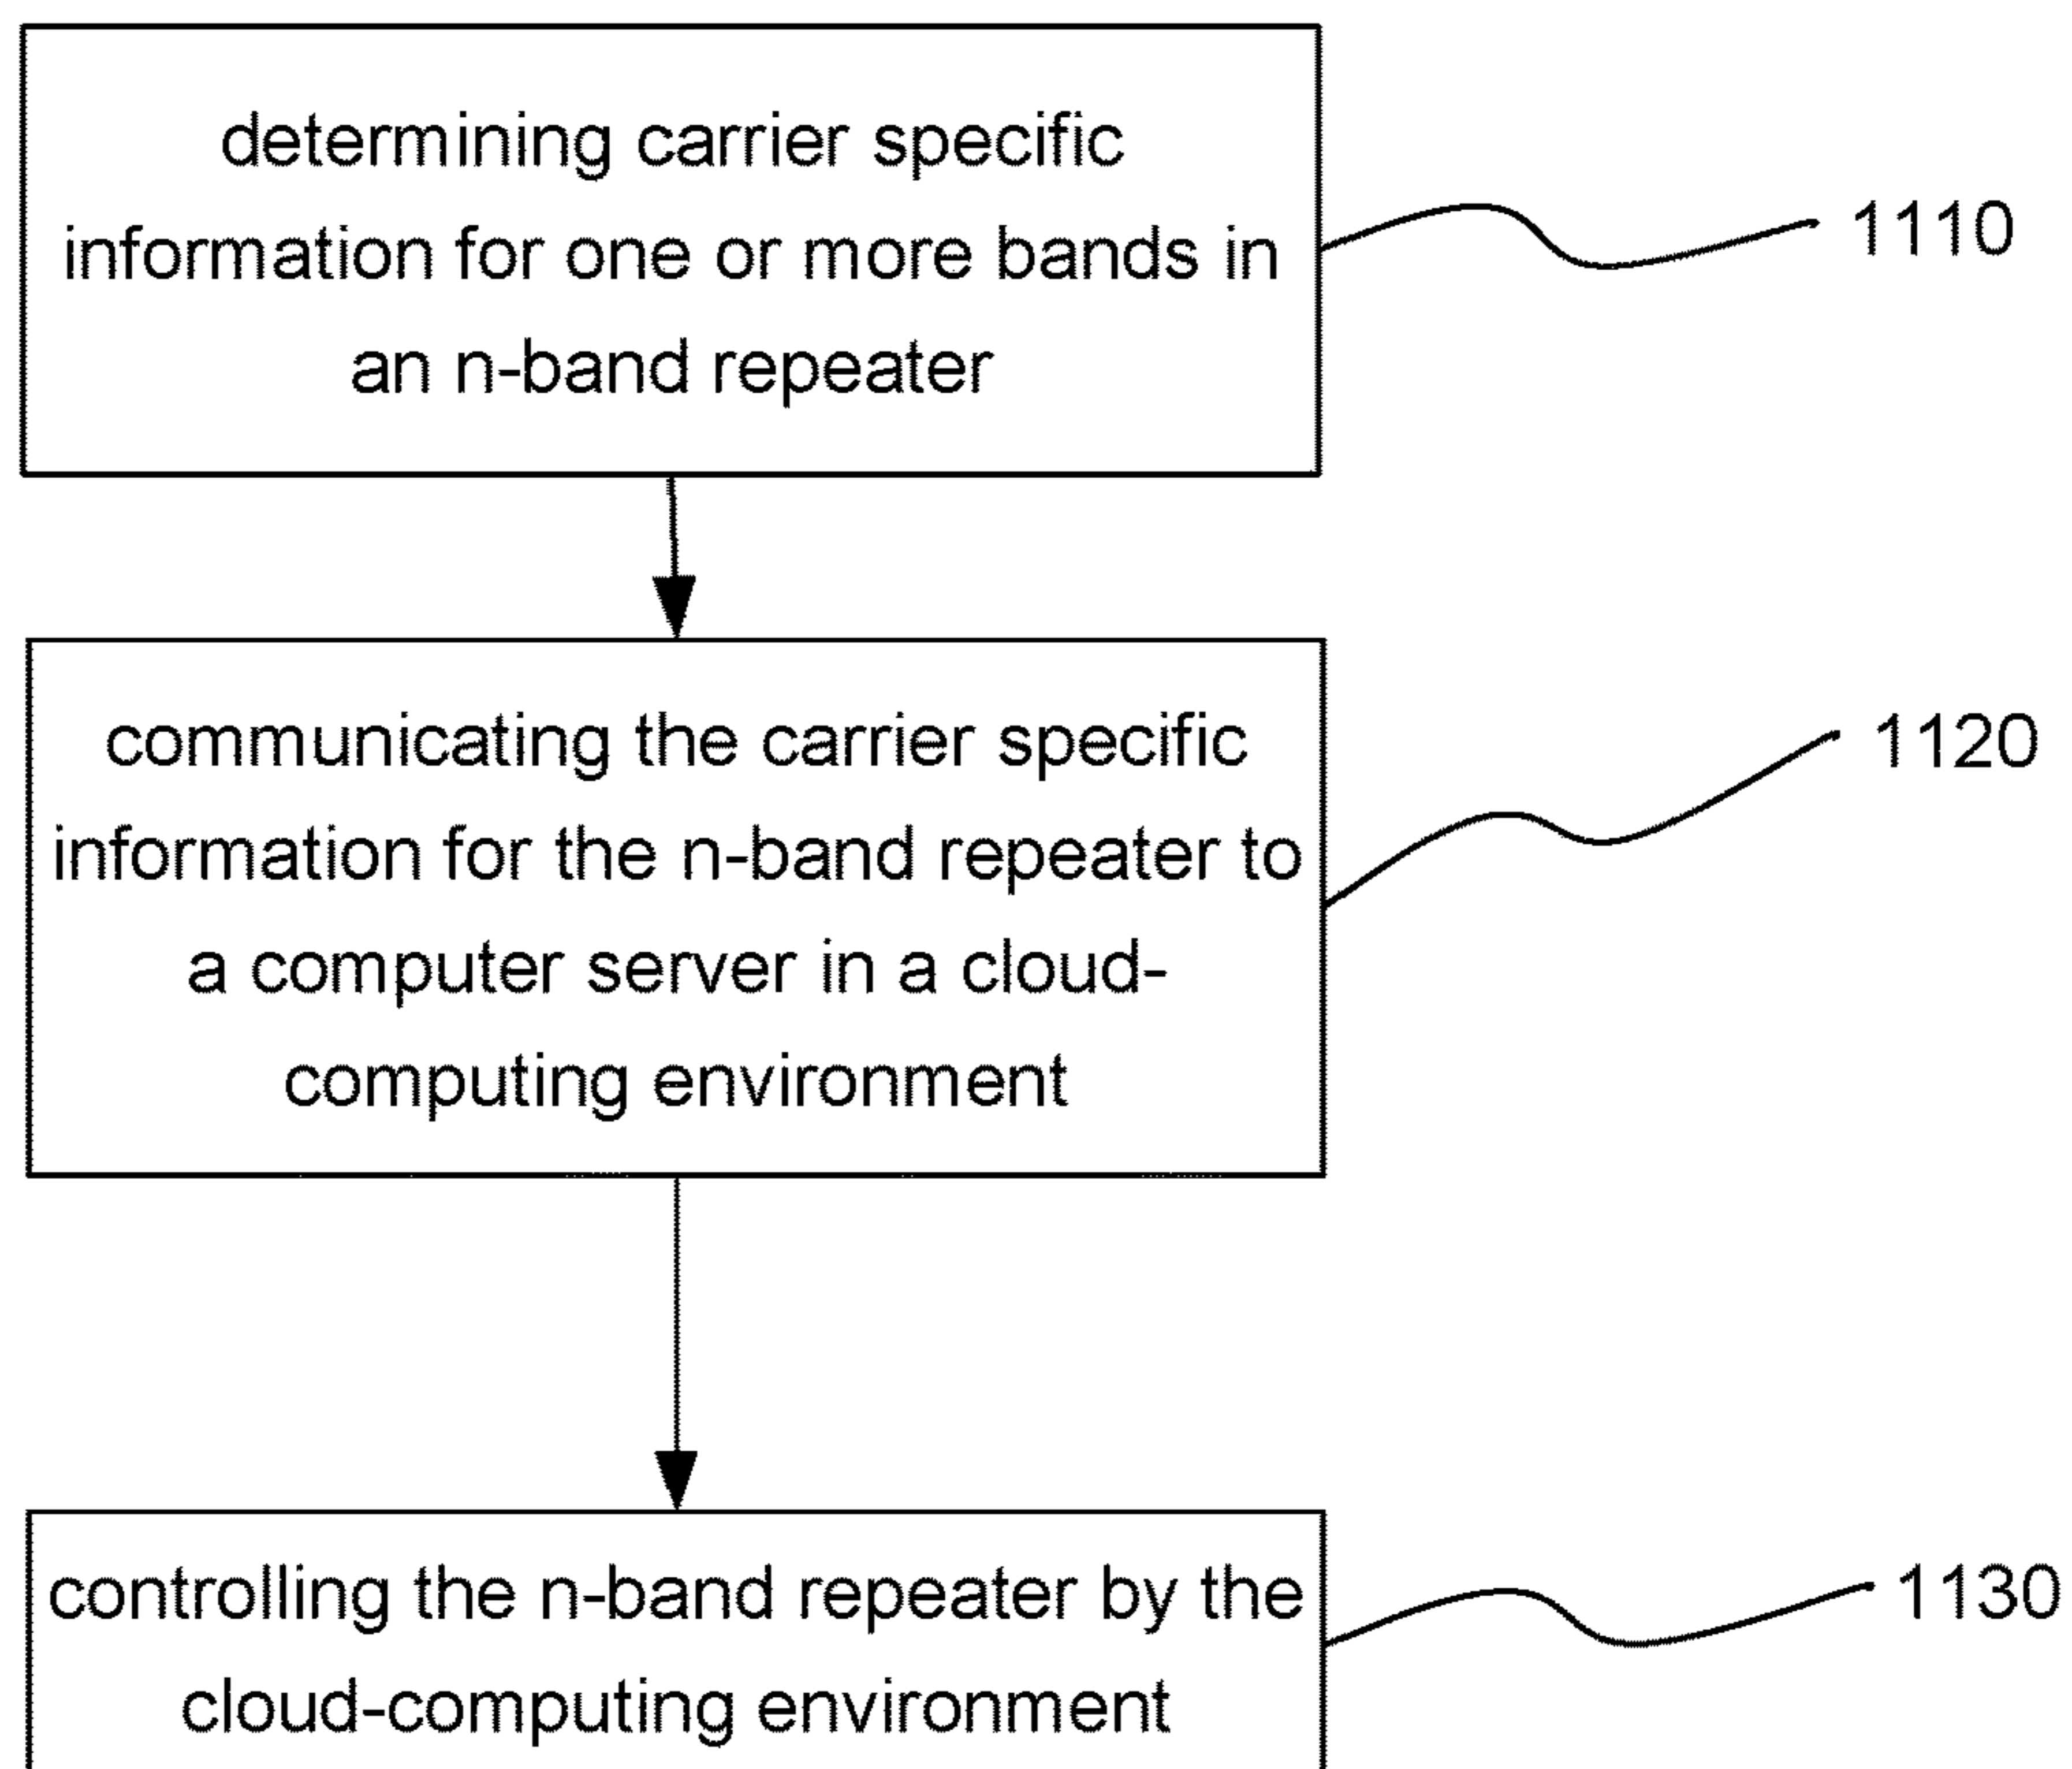 determining carrier specific
information for one or more bands in
an n-band repeater
1110
communicating the carrier specific
information for the n-band repeater to
a computer server in a cloud-
computing environment
1120
controlling the n-band repeater by the
cloud-computing environment
1130